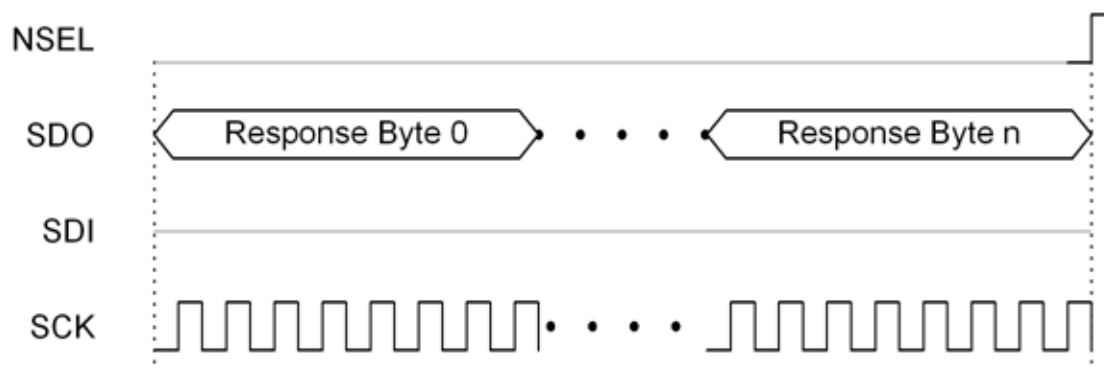 NSEL
SDO Response Byte 0 Response Byte n
SDI
SCK